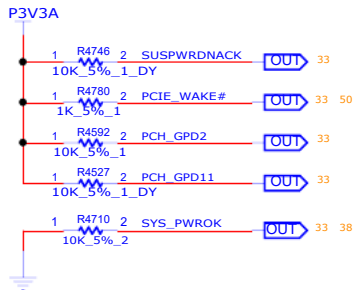 P3V3A
R4746
1 2 SUSPWRDNACK OUT 33
10K_5%_1_DY
R4780
1 2 PCIE_WAKE# OUT 33 50
1K_5%_1
R4592
1 2 PCH_GPD2 OUT 33
10K_5%_1
R4527
1 2 PCH_GPD11 OUT 33
10K_5%_1_DY
R4710
1 2 SYS_PWROK OUT 33 38
10K_5%_2